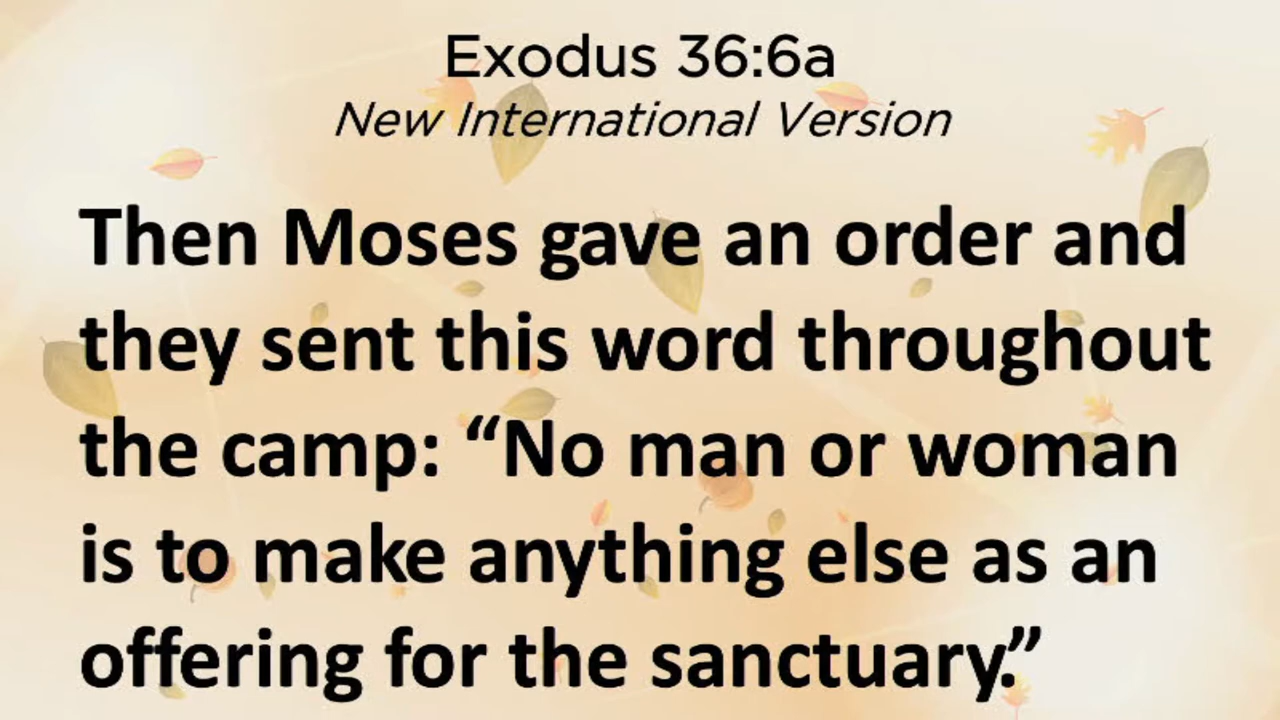 Exodus 36:6a
New International Version
Then Moses gave an order and
they sent this word throughout
the camp: “No man or woman
is to make anything else as an
offering for the sanctuary.”